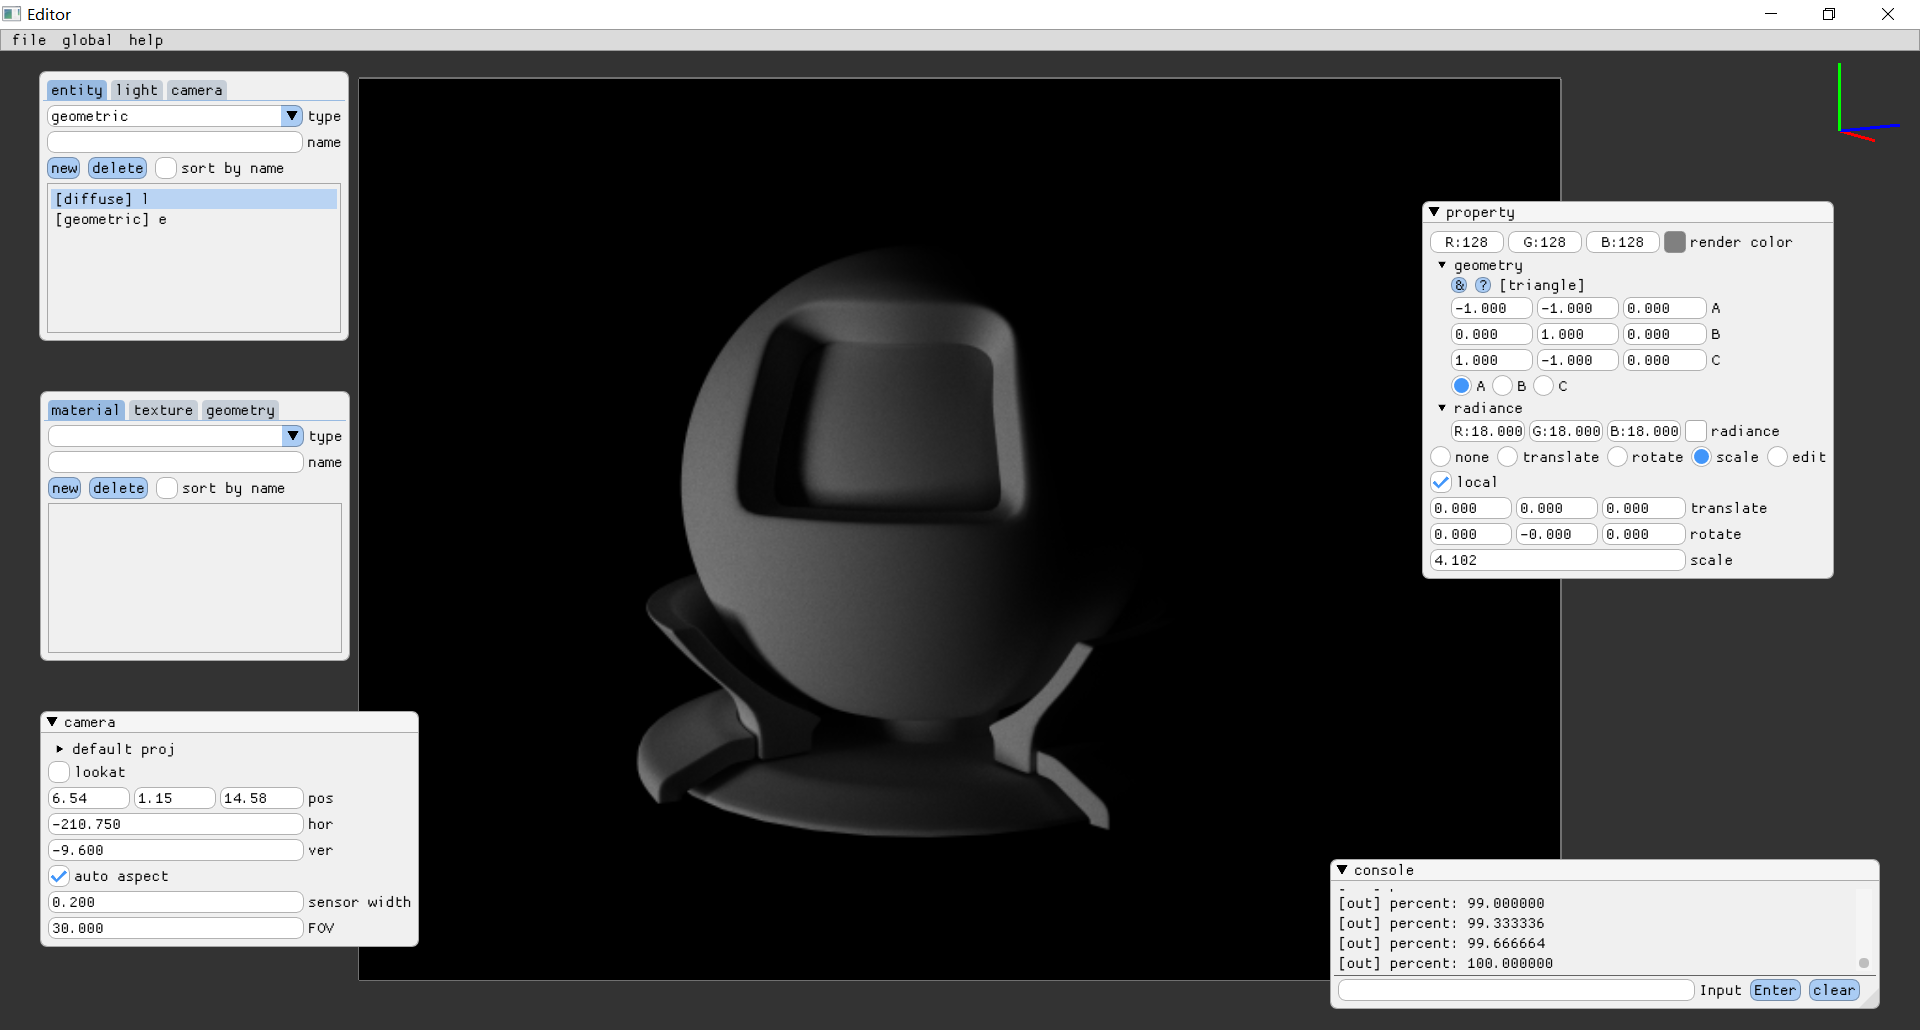 Editor
file global help
entity light camera
geometric type
name
new delete sort by name
[diffuse] l
[geometric] e
material texture geometry
type
name
new delete sort by name
camera
default proj
lookat
6.54 1.15 14.58 pos
-210.750 hor
-9.600 ver
auto aspect
0.200 sensor width
30.000 FOV
property
R:128 G:128 B:128 render color
geometry
& ? [triangle]
-1.000 -1.000 0.000 A
0.000 1.000 0.000 B
1.000 -1.000 0.000 C
A B C
radiance
R:18.000 G:18.000 B:18.000 radiance
none translate rotate scale edit
local
0.000 0.000 0.000 translate
0.000 -0.000 0.000 rotate
4.102 scale
console
[out] percent: 99.000000
[out] percent: 99.333336
[out] percent: 99.666664
[out] percent: 100.000000
Input Enter clear